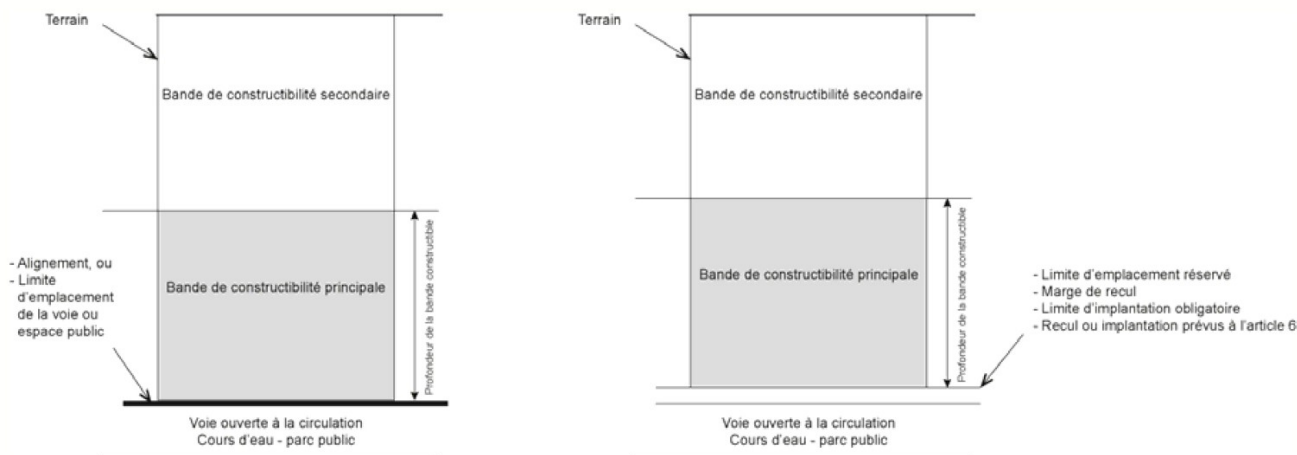 Terrain
Bande de constructibilité secondaire
Bande de constructibilité principale
Profondeur de la bande constructible
- Alignement, ou
- Limite
d'emplacement
de la voie ou
espace public
Voie ouverte à la circulation
Cours d'eau - parc public
Terrain
Bande de constructibilité secondaire
Bande de constructibilité principale
Profondeur de la bande constructible
- Limite d'emplacement réservé
- Marge de recul
- Limite d'implantation obligatoire
- Recul ou implantation prévus à l'article 6
Voie ouverte à la circulation
Cours d'eau - parc public